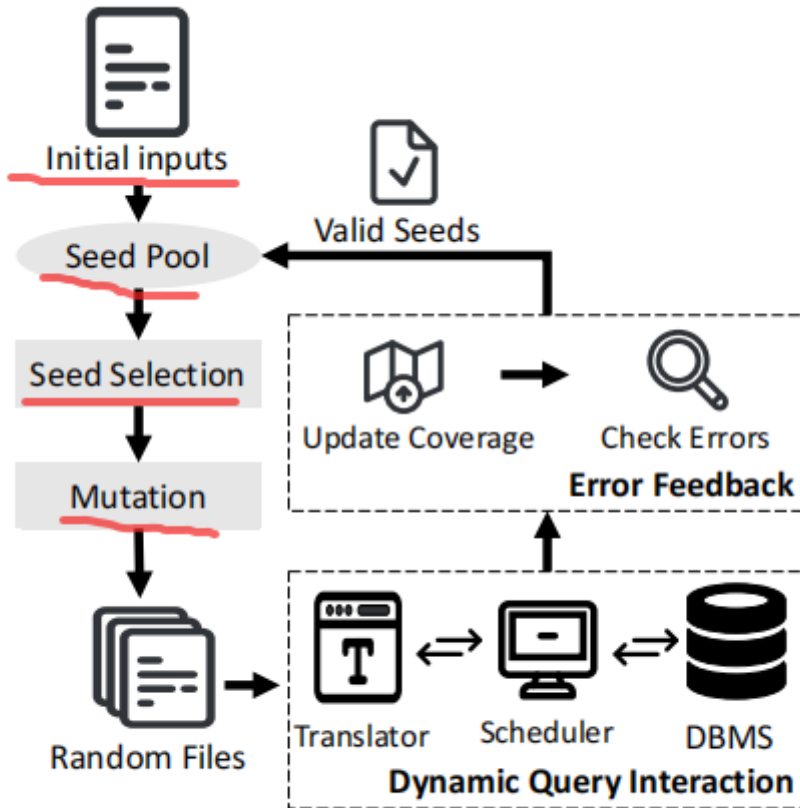 Initial inputs
Valid Seeds
Seed Pool
Seed Selection
Update Coverage
Check Errors
Error Feedback
Mutation
T
Random Files
Translator
Scheduler
DBMS
Dynamic Query Interaction